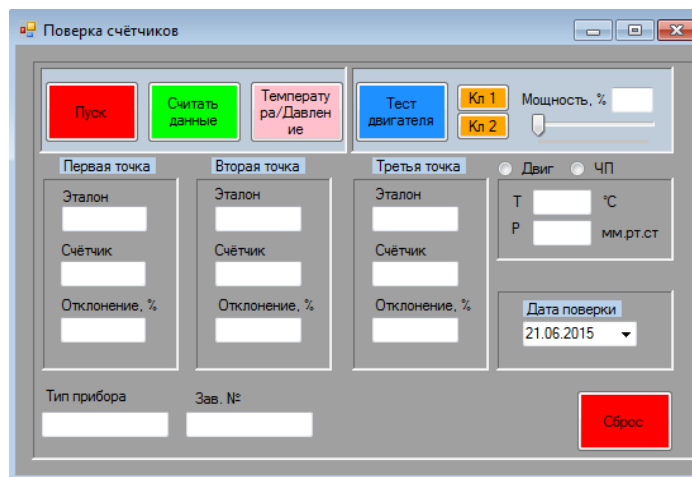 Поверка счётчиков
Пуск
Считать
данные
Температу
ра/Давлен
ие
Тест
двигателя
Кл 1
Кл 2
Мощность, %
Первая точка
Вторая точка
Третья точка
Двиг
ЧП
Эталон
Эталон
Эталон
T
°C
P
мм.рт.ст
Счётчик
Счётчик
Счётчик
Отклонение, %
Отклонение, %
Отклонение, %
Дата поверки
21.06.2015
Тип прибора
Зав. №
Сброс